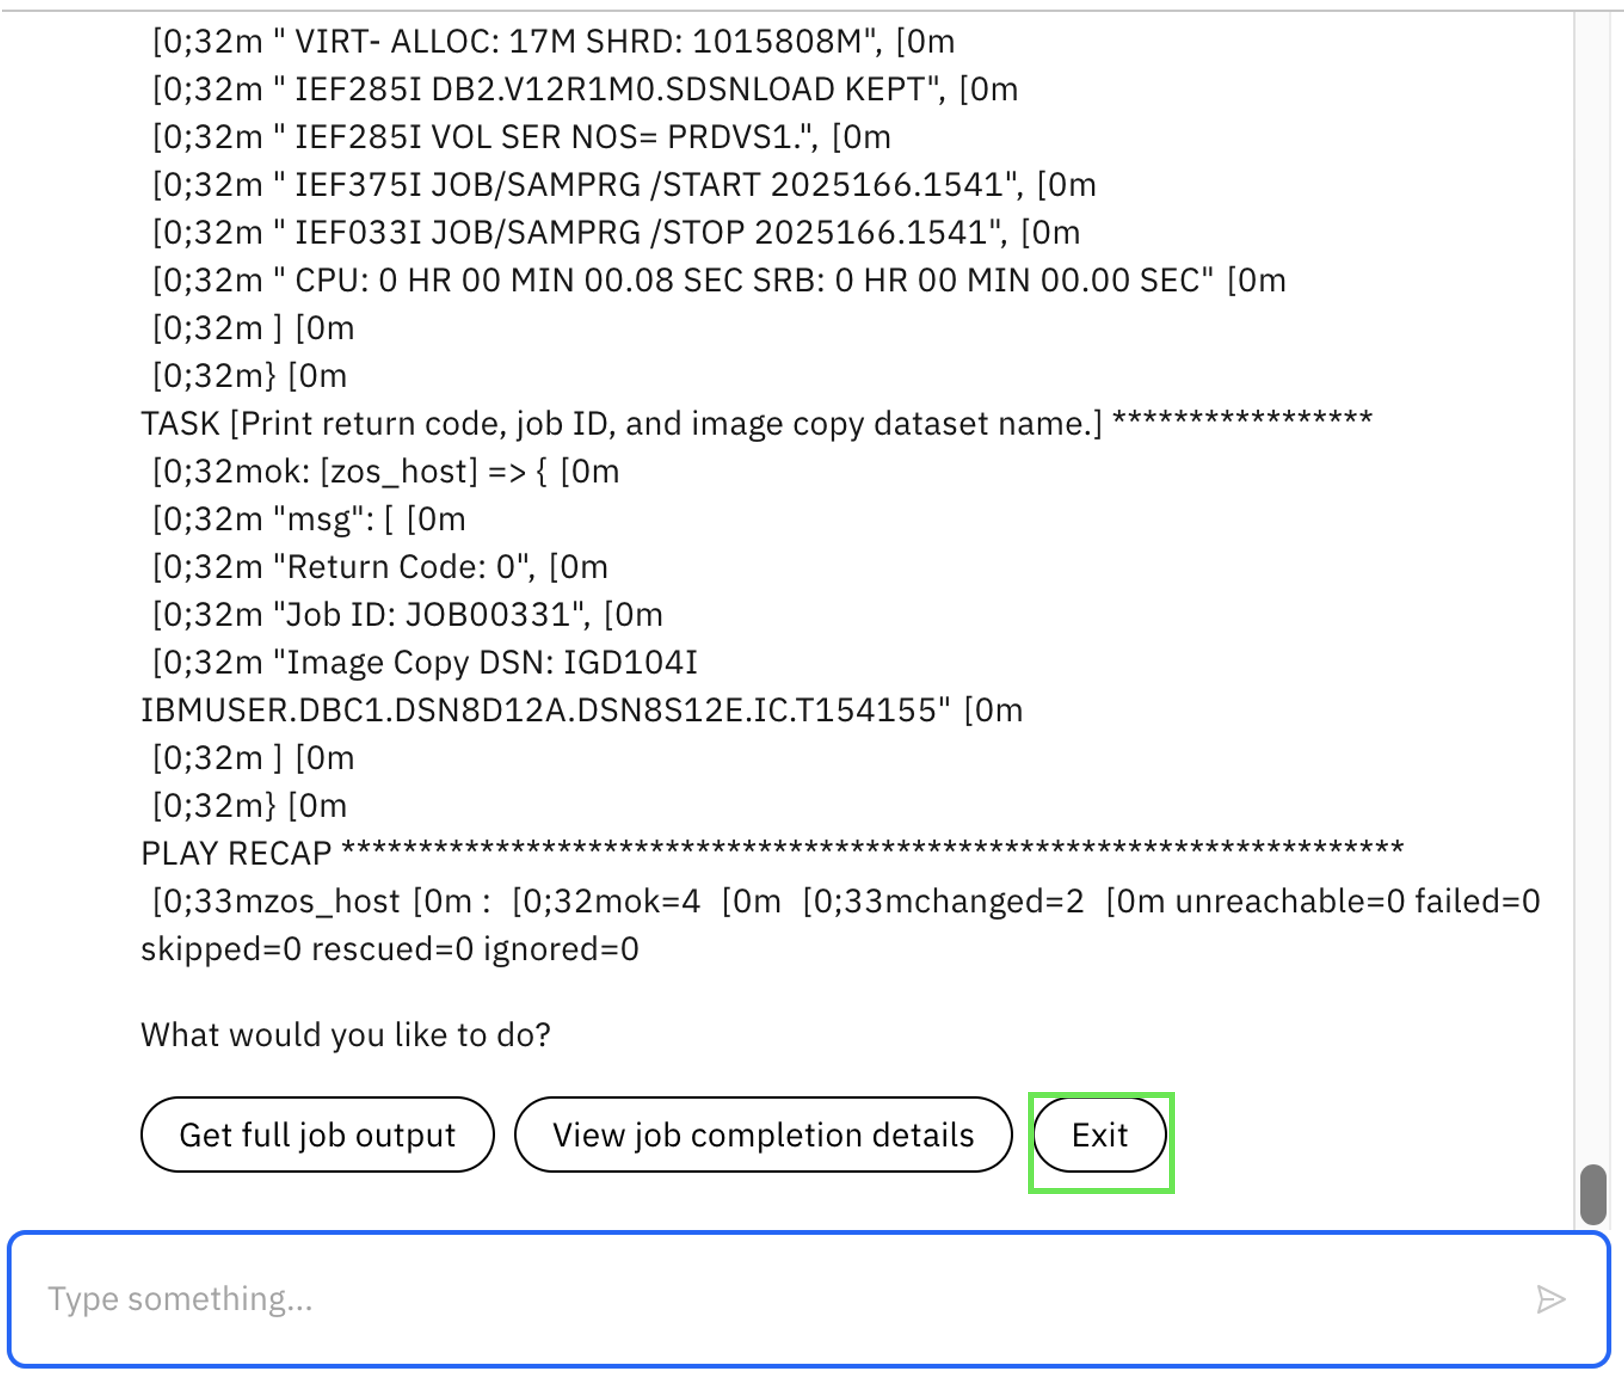 [0;32m " VIRT- ALLOC: 17M SHRD: 1015808M", [0m
[0;32m " IEF285I DB2.V12R1M0.SDSNLOAD KEPT", [0m
[0;32m " IEF285I VOL SER NOS= PRDVS1.", [0m
[0;32m " IEF375I JOB/SAMPRG /START 2025166.1541", [0m
[0;32m " IEF033I JOB/SAMPRG /STOP 2025166.1541", [0m
[0;32m " CPU: 0 HR 00 MIN 00.08 SEC SRB: 0 HR 00 MIN 00.00 SEC" [0m
[0;32m ] [0m
[0;32m} [0m
TASK [Print return code, job ID, and image copy dataset name.] *****************
[0;32mok: [zos_host] => { [0m
[0;32m "msg": [ [0m
[0;32m "Return Code: 0", [0m
[0;32m "Job ID: JOB00331", [0m
[0;32m "Image Copy DSN: IGD104I
IBMUSER.DBC1.DSN8D12A.DSN8S12E.IC.T154155" [0m
[0;32m ] [0m
[0;32m} [0m
PLAY RECAP *********************************************************************
[0;33mzos_host [0m : [0;32mok=4 [0m [0;33mchanged=2 [0m unreachable=0 failed=0
skipped=0 rescued=0 ignored=0
What would you like to do?
Get full job output View job completion details Exit
Type something...